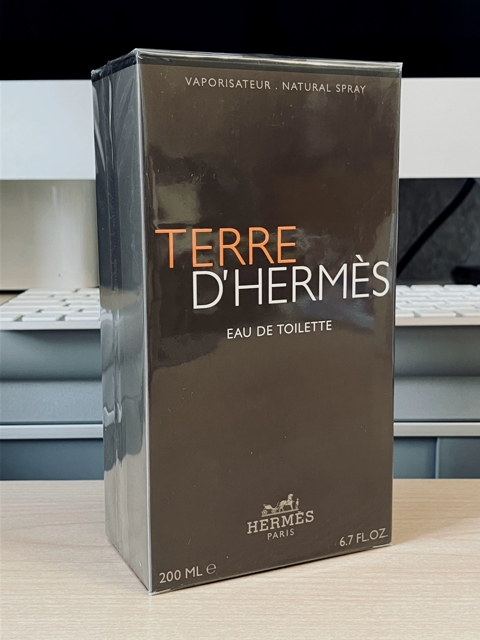 VAPORISATEUR . NATURAL SPRAY
TERRE
D'HERMÈS
EAU DE TOILETTE
HERMÈS
PARIS
200 ML ℮
6.7 FL.OZ.